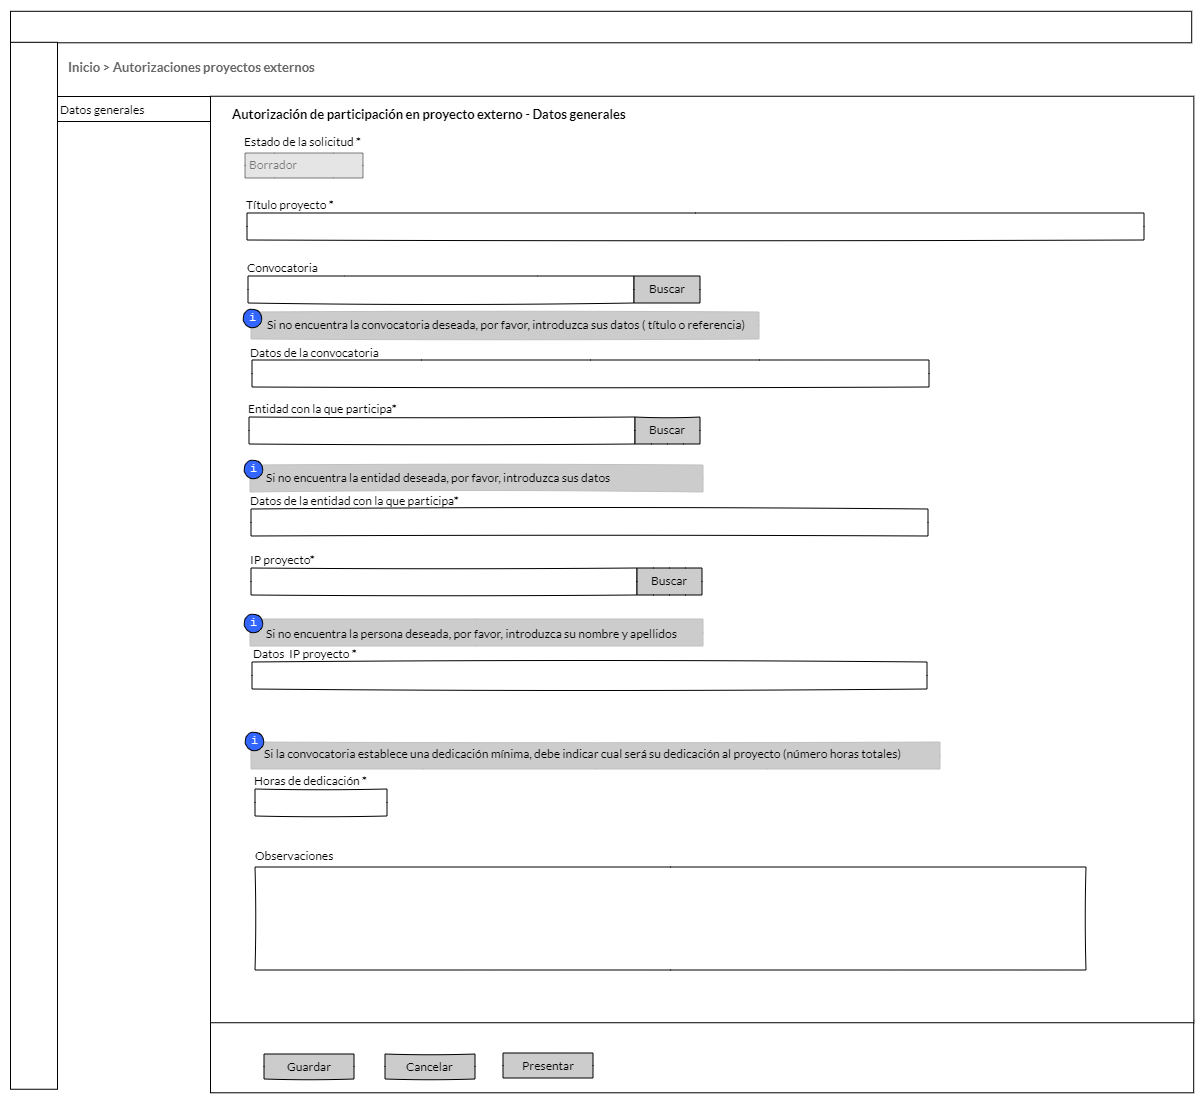 Inicio > Autorizaciones proyectos externos
Datos generales
Autorización de participación en proyecto externo - Datos generales
Estado de la solicitud *
Borrador
Título proyecto *
Convocatoria
Buscar
i
Si no encuentra la convocatoria deseada, por favor, introduzca sus datos ( título o referencia)
Datos de la convocatoria
Entidad con la que participa*
Buscar
i
Si no encuentra la entidad deseada, por favor, introduzca sus datos
Datos de la entidad con la que participa*
IP proyecto*
Buscar
i
Si no encuentra la persona deseada, por favor, introduzca su nombre y apellidos
Datos IP proyecto *
i
Si la convocatoria establece una dedicación mínima, debe indicar cual será su dedicación al proyecto (número horas totales)
Horas de dedicación *
Observaciones
Guardar
Cancelar
Presentar